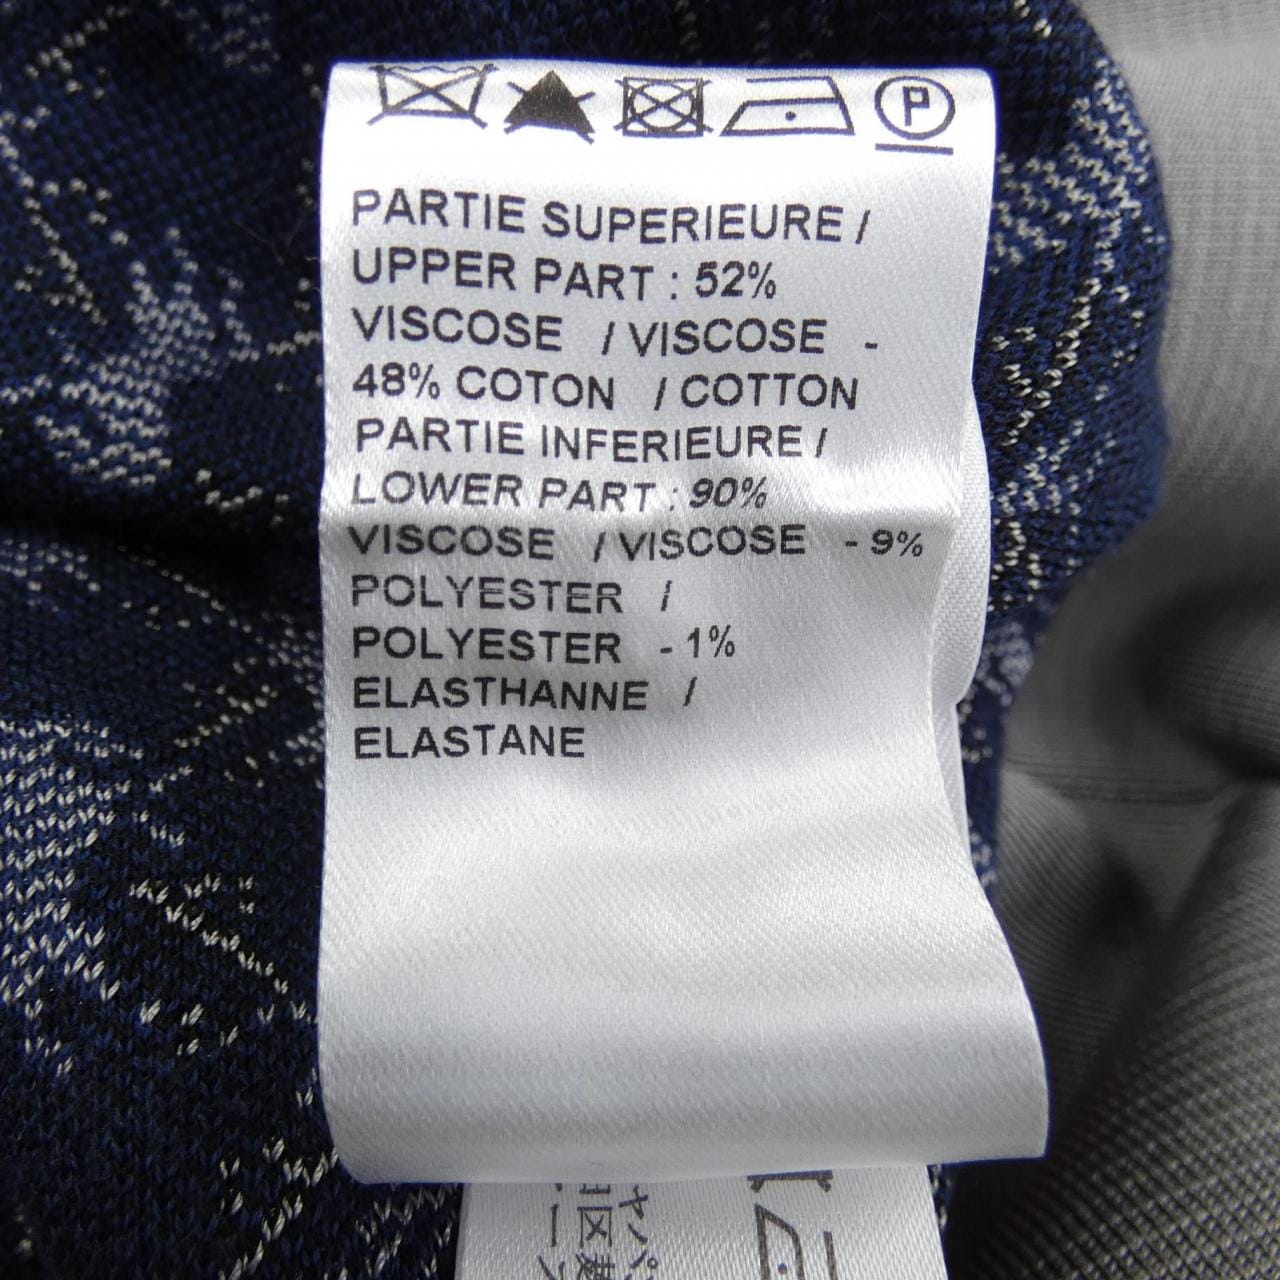 P
PARTIE SUPERIEURE /
UPPER PART : 52%
VISCOSE / VISCOSE -
48% COTON / COTTON
PARTIE INFERIEURE /
LOWER PART : 90%
VISCOSE / VISCOSE - 9%
POLYESTER /
POLYESTER - 1%
ELASTHANNE /
ELASTANE